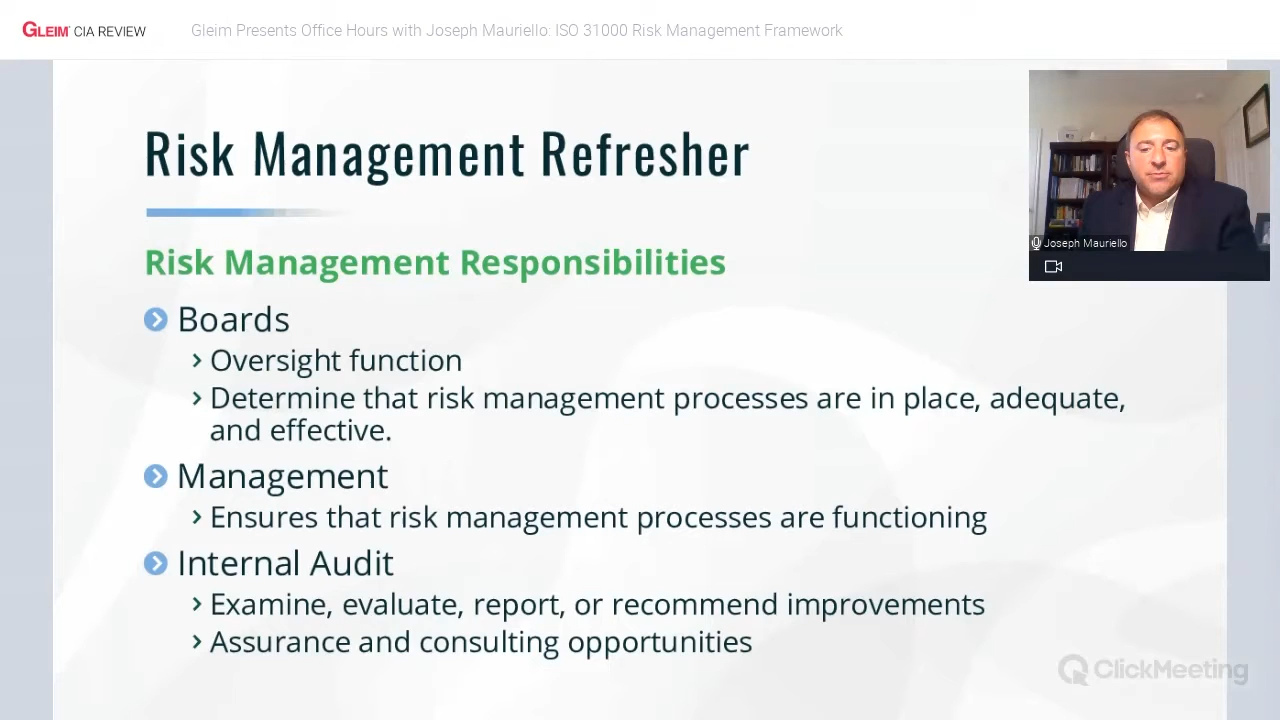 GLEIM CIA REVIEW
Gleim Presents Office Hours with Joseph Mauriello: ISO 31000 Risk Management Framework
Risk Management Refresher
Joseph Mauriello
Risk Management Responsibilities
Boards
Oversight function
Determine that risk management processes are in place, adequate,
and effective.
Management
Ensures that risk management processes are functioning
Internal Audit
Examine, evaluate, report, or recommend improvements
Assurance and consulting opportunities
ClickMeeting